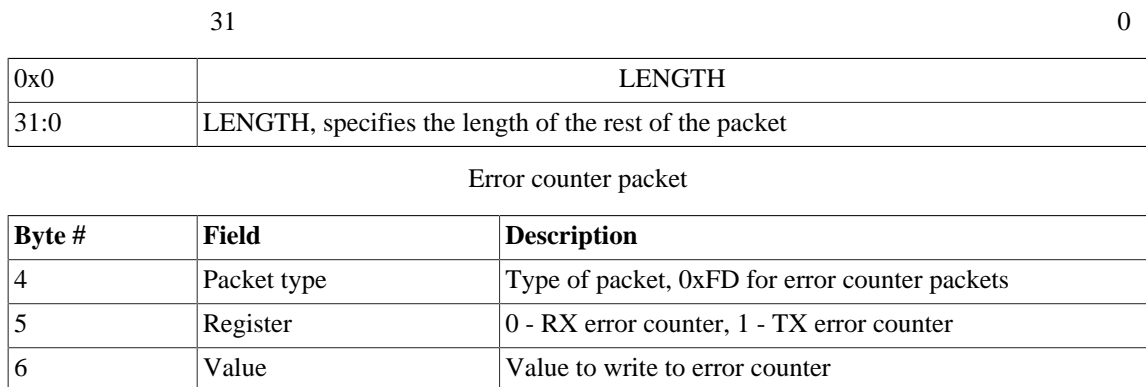 31 0
0x0 LENGTH
31:0 LENGTH, specifies the length of the rest of the packet
Error counter packet
Byte # Field Description
4 Packet type Type of packet, 0xFD for error counter packets
5 Register 0 - RX error counter, 1 - TX error counter
6 Value Value to write to error counter